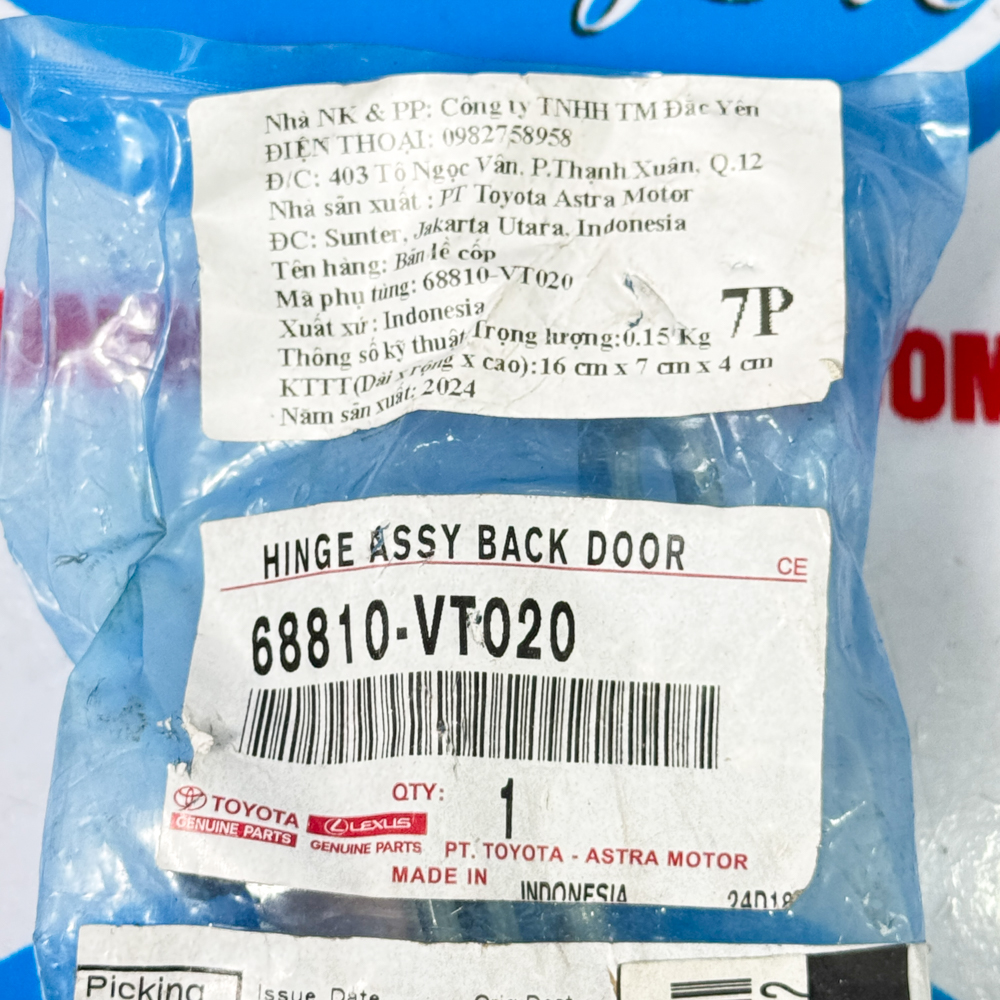 Nhà NK & PP: Công ty TNHH TM Đắc Yên
ĐIỆN THOẠI: 0982758958
Đ/C: 403 Tô Ngọc Vân, P.Thạnh Xuân, Q.12
Nhà sản xuất : PT Toyota Astra Motor
ĐC: Sunter, Jakarta Utara, Indonesia
Tên hàng: Bản lề cốp
Mã phụ tùng: 68810-VT020
Xuất xứ : Indonesia
7P
Thông số kỹ thuật Trọng lượng:0.15 Kg
KTTT(Dài x rộng x cao):16 cm x 7 cm x 4 cm
Năm sản xuất: 2024
OM
HINGE ASSY BACK DOOR
CE
68810-VT020
QTY: 1
TOYOTA
GENUINE PARTS
LEXUS
GENUINE PARTS
PT. TOYOTA - ASTRA MOTOR
MADE IN INDONESIA
24D18
Picking
Issue Date
2